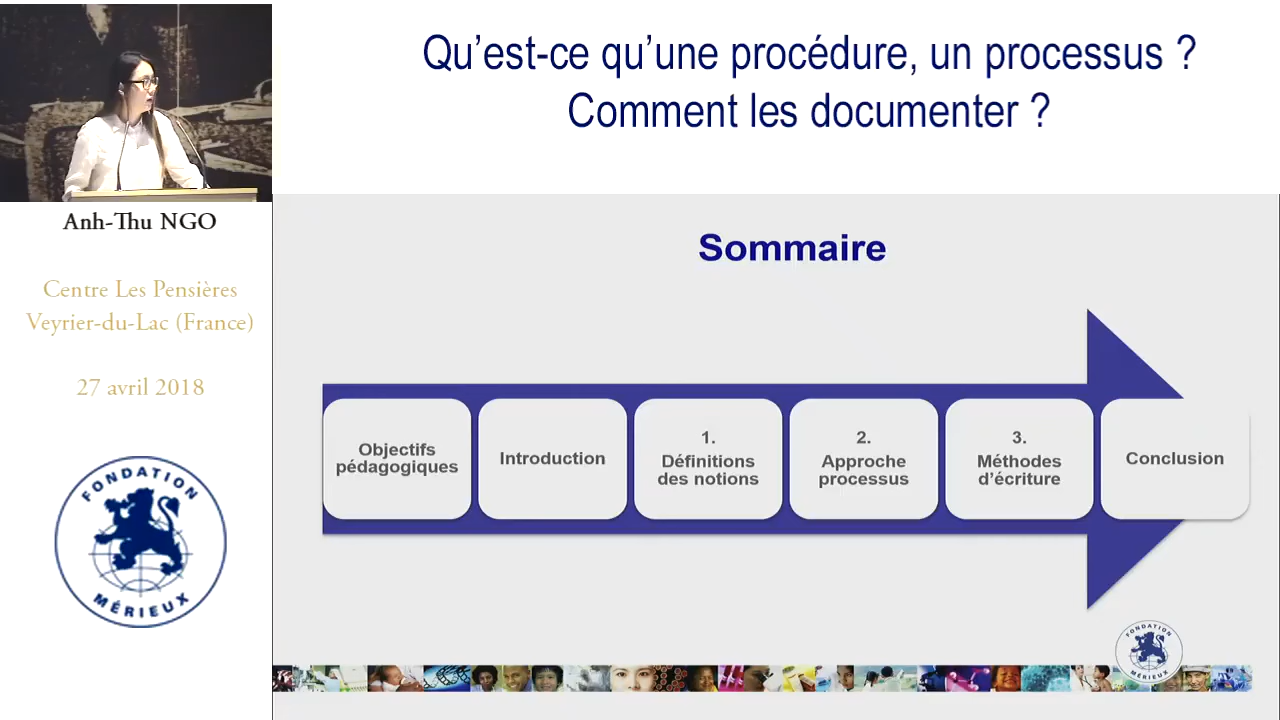 Qu’est-ce qu’une procédure, un processus ?
Comment les documenter ?
Anh-Thu NGO
Centre Les Pensières
Veyrier-du-Lac (France)
27 avril 2018
FONDATION
MÉRIEUX
Sommaire
Objectifs
pédagogiques
Introduction
1.
Définitions
des notions
2.
Approche
processus
3.
Méthodes
d’écriture
Conclusion
FONDATION
MÉRIEUX